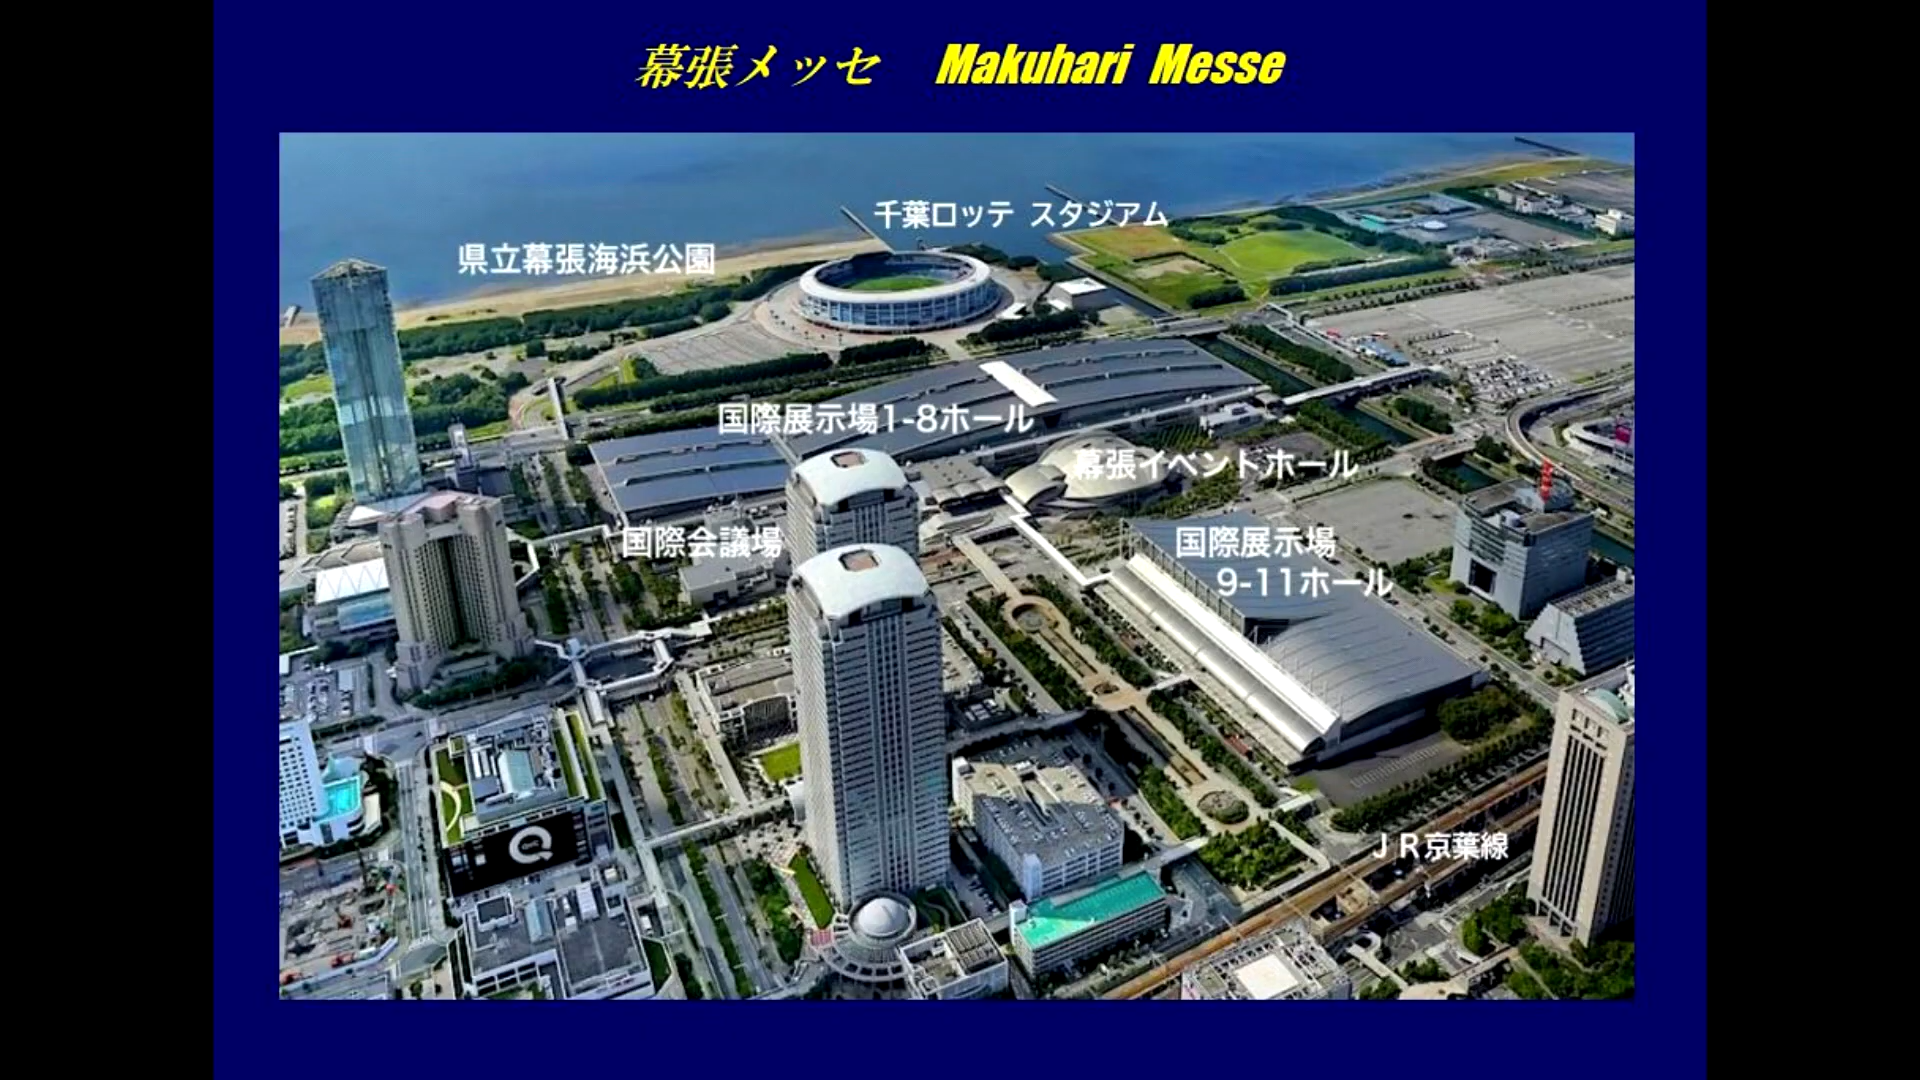 幕張メッセ Makuhari Messe
千葉ロッテ スタジアム
県立幕張海浜公園
国際展示場1-8ホール
幕張イベントホール
国際会議場
国際展示場
9-11ホール
ＪＲ京葉線